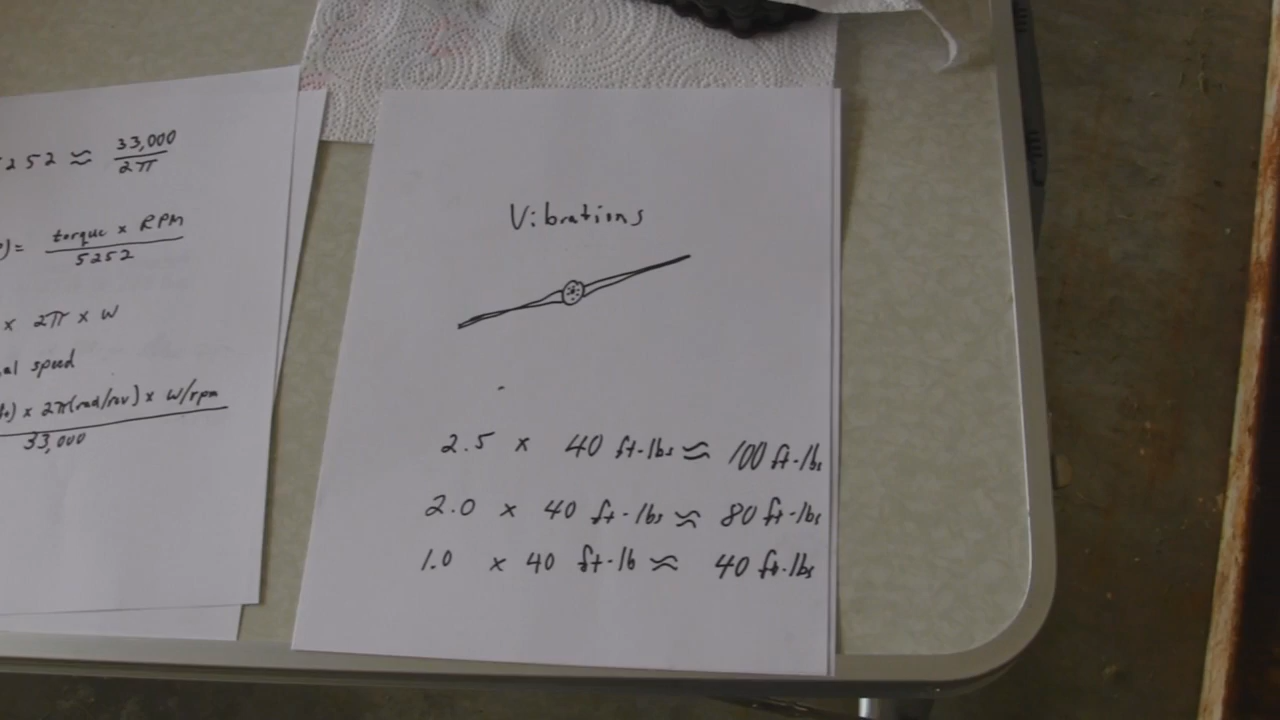 252 ≈ 33,000 / 2π
) = torque x RPM / 5252
x 2π x W
al speed
) x 2π(rad/rev) x W/rpm
33,000
Vibrations
2.5 x 40 ft-lbs ≈ 100 ft-lbs
2.0 x 40 ft-lbs ≈ 80 ft-lbs
1.0 x 40 ft-lb ≈ 40 ft-lbs